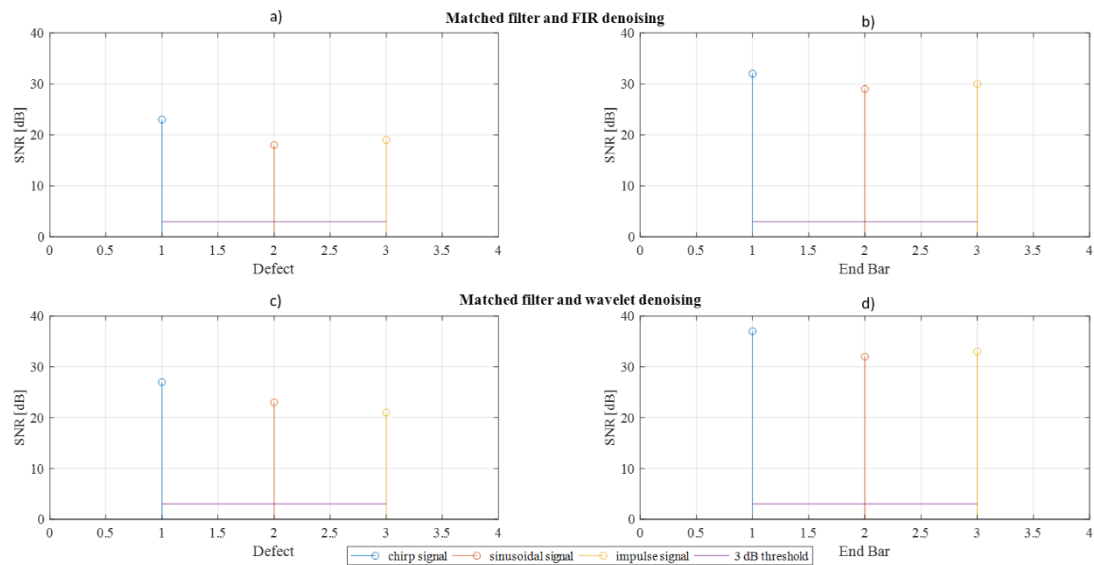 a) Matched filter and FIR denoising b)
40
30
20
10
0
SNR [dB]
0 0.5 1 1.5 2 2.5 3 3.5 4
Defect
40
30
20
10
0
SNR [dB]
0 0.5 1 1.5 2 2.5 3 3.5 4
End Bar
c) Matched filter and wavelet denoising d)
40
30
20
10
0
SNR [dB]
0 0.5 1 1.5 2 2.5 3 3.5 4
Defect
40
30
20
10
0
SNR [dB]
0 0.5 1 1.5 2 2.5 3 3.5 4
End Bar
chirp signal sinusoidal signal impulse signal 3 dB threshold